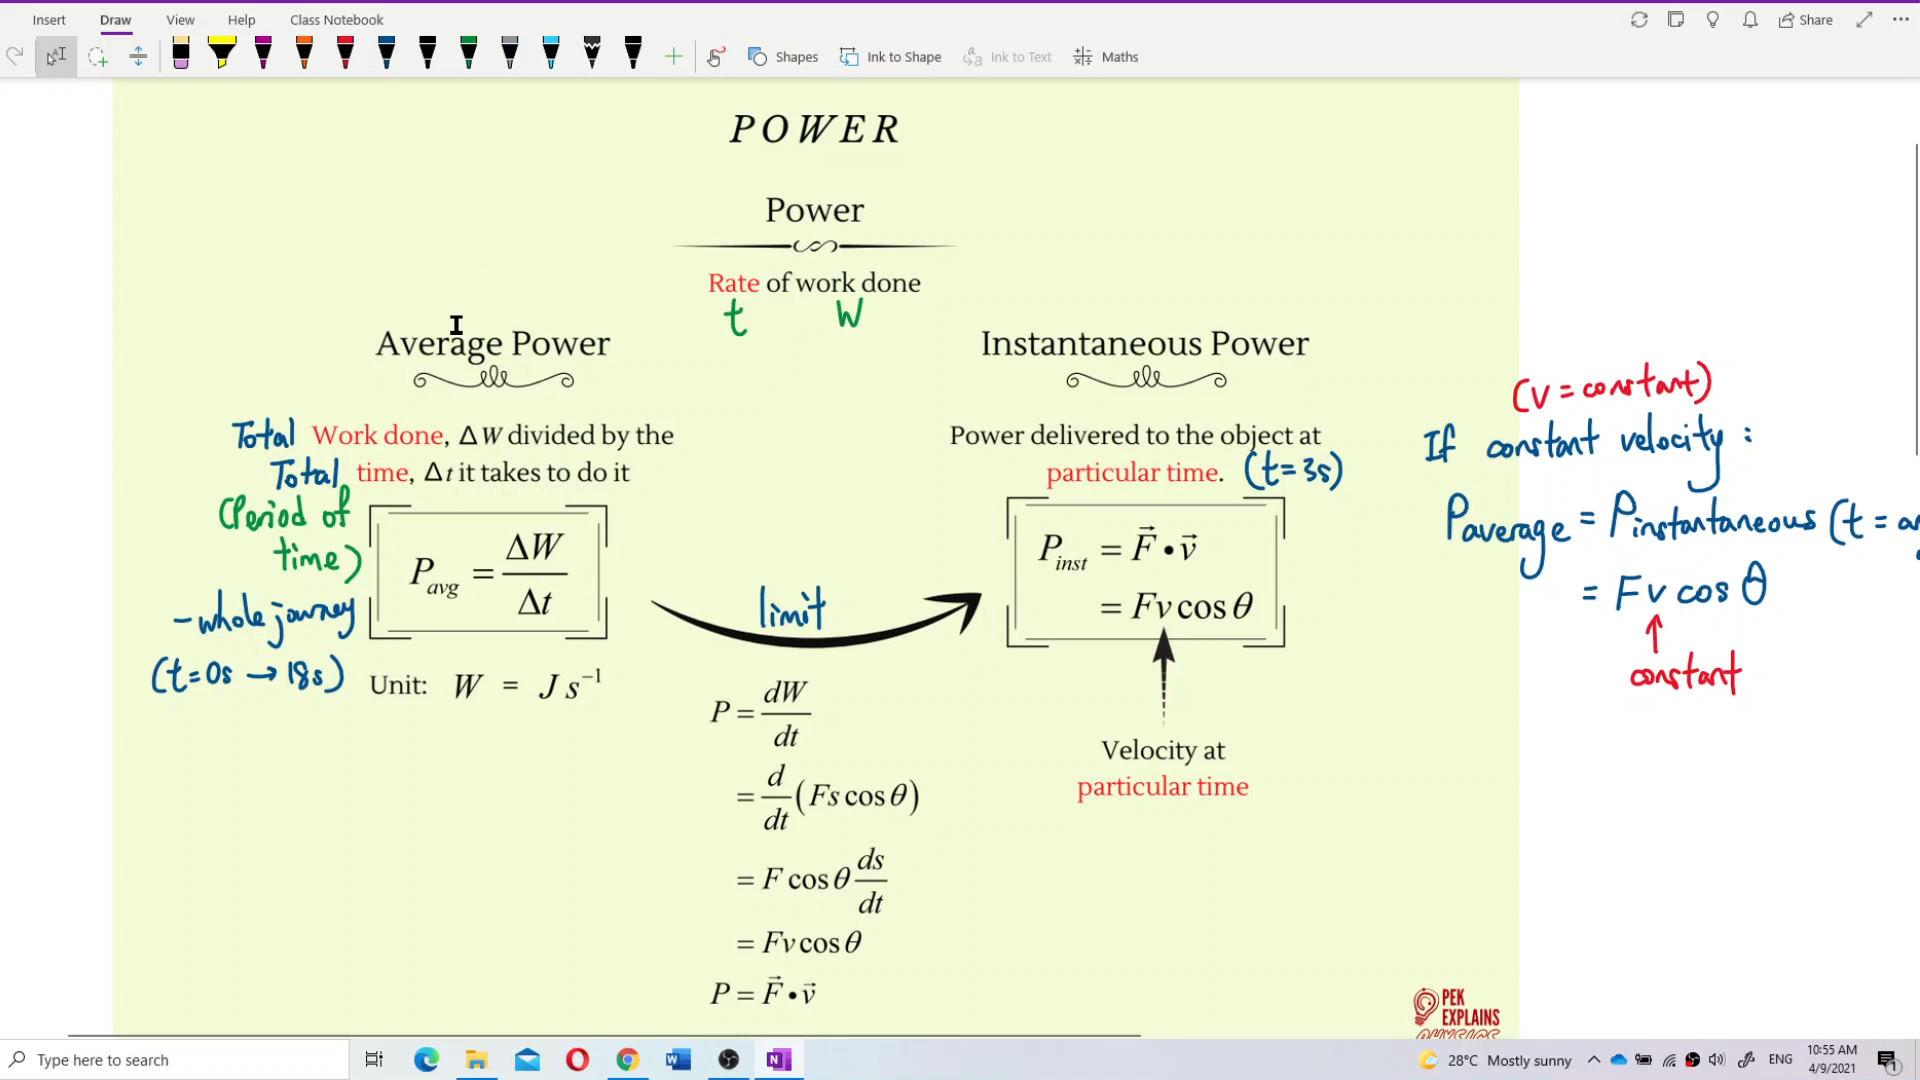 Insert Draw View Help Class Notebook Share
Shapes Ink to Shape Ink to Text Maths
POWER
Power
Rate of work done
t W
Average Power
Total Work done, ΔW divided by the
Total time, Δt it takes to do it
(Period of
time)
P_avg = ΔW/Δt
- whole journey
(t = 0s → 18s)
Unit: W = J s⁻¹
limit
P = dW/dt
= d/dt (Fs cos θ)
= F cos θ ds/dt
= Fv cos θ
P = F⃗ • v⃗
Instantaneous Power
Power delivered to the object at
particular time. (t = 3s)
P_inst = F⃗ • v⃗
= Fv cos θ
Velocity at
particular time
(v = constant)
If constant velocity :
Paverage = Pinstantaneous (t =
= Fv cos θ
↑
constant
PEK
EXPLAINS
PHYSICS
Type here to search
28°C Mostly sunny ENG 10:55 AM
4/9/2021
1